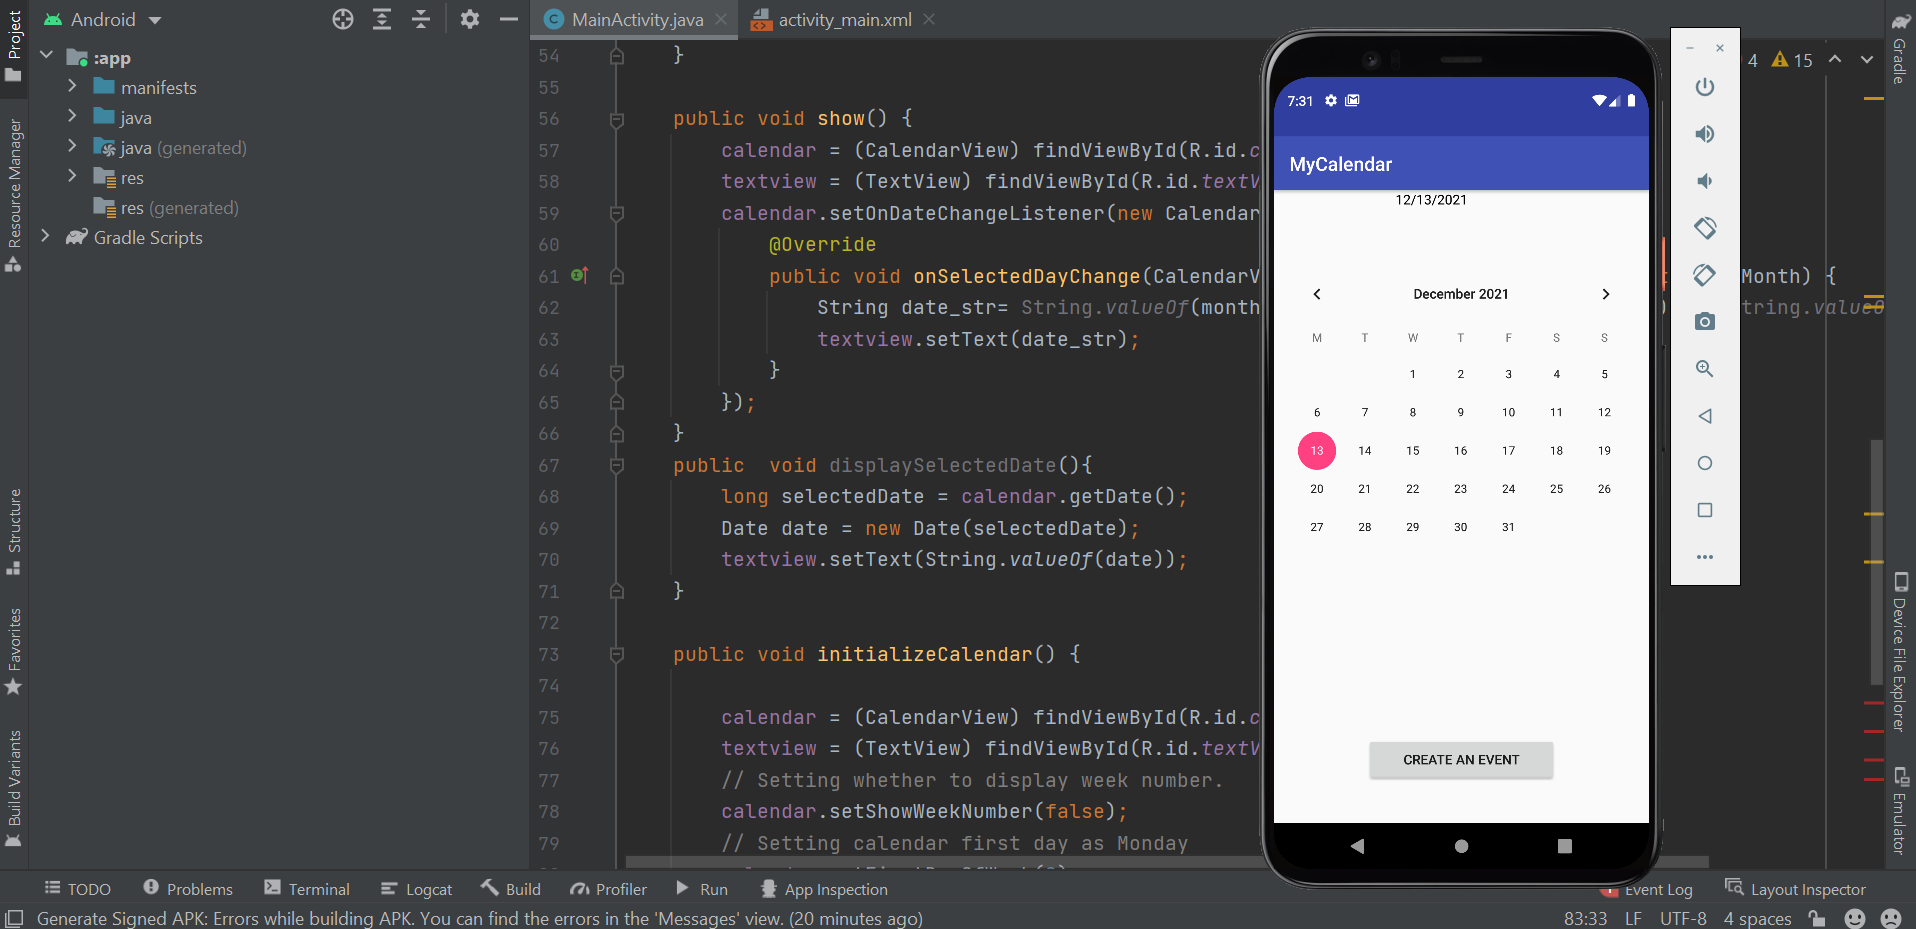 Android
MainActivity.java
activity_main.xml
Project
Resource Manager
Structure
Favorites
Build Variants
:app
manifests
java
java (generated)
res
res (generated)
Gradle Scripts
4 15
54 }
55
56 public void show() {
57 calendar = (CalendarView) findViewById(R.id.c
58 textview = (TextView) findViewById(R.id.textV
59 calendar.setOnDateChangeListener(new Calendar
60 @Override
61 public void onSelectedDayChange(CalendarV Month) {
62 String date_str= String.valueOf(month ) tring.valueO
63 textview.setText(date_str);
64 }
65 });
66 }
67 public  void displaySelectedDate(){
68 long selectedDate = calendar.getDate();
69 Date date = new Date(selectedDate);
70 textview.setText(String.valueOf(date));
71 }
72
73 public void initializeCalendar() {
74
75 calendar = (CalendarView) findViewById(R.id.c
76 textview = (TextView) findViewById(R.id.textV
77 // Setting whether to display week number.
78 calendar.setShowWeekNumber(false);
79 // Setting calendar first day as Monday
7:31
MyCalendar
12/13/2021
December 2021
M T W T F S S
1 2 3 4 5
6 7 8 9 10 11 12
13 14 15 16 17 18 19
20 21 22 23 24 25 26
27 28 29 30 31
CREATE AN EVENT
Gradle
Device File Explorer
Emulator
TODO Problems Terminal Logcat Build Profiler Run App Inspection Event Log Layout Inspector
Generate Signed APK: Errors while building APK. You can find the errors in the 'Messages' view. (20 minutes ago) 83:33 LF UTF-8 4 spaces